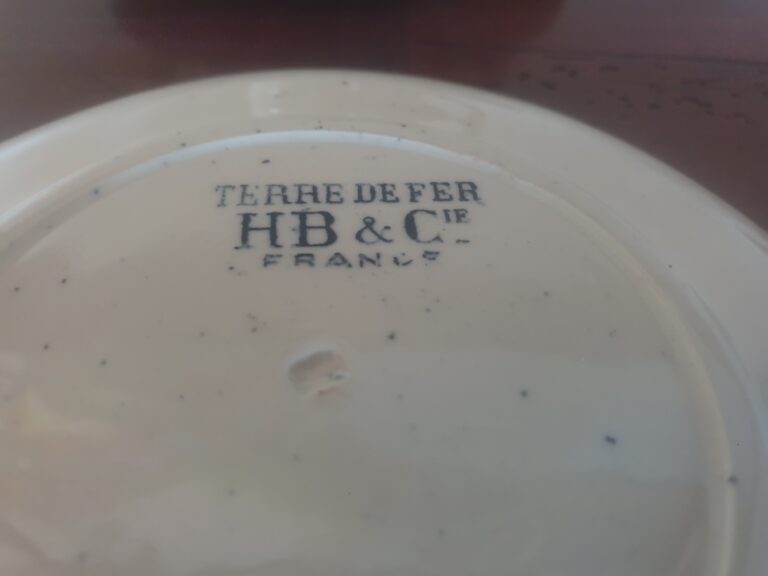 TERRE DE FER
HB & CIE
FRANCE